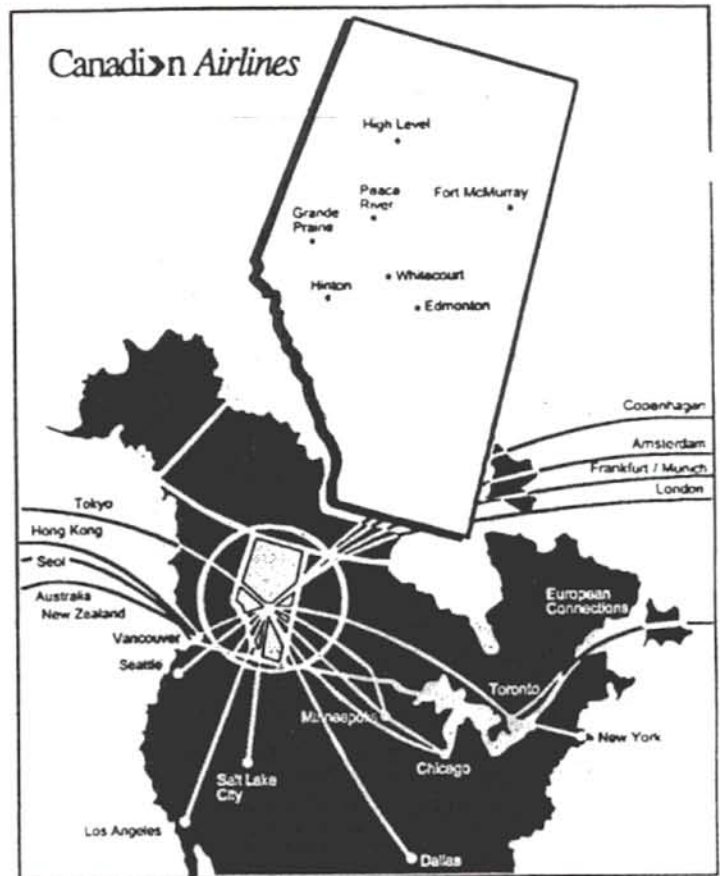 Canadi>n Airlines
High Level
Peace
River
Fort McMurray
Grande
Prairie
Whitecourt
Hinton
Edmonton
Copenhagen
Amsterdam
Frankfurt / Munich
London
Tokyo
Hong Kong
Seol
Australia
New Zealand
European
Connections
Vancouver
Seattle
Toronto
Minneapolis
New York
Chicago
Salt Lake
City
Los Angeles
Dallas